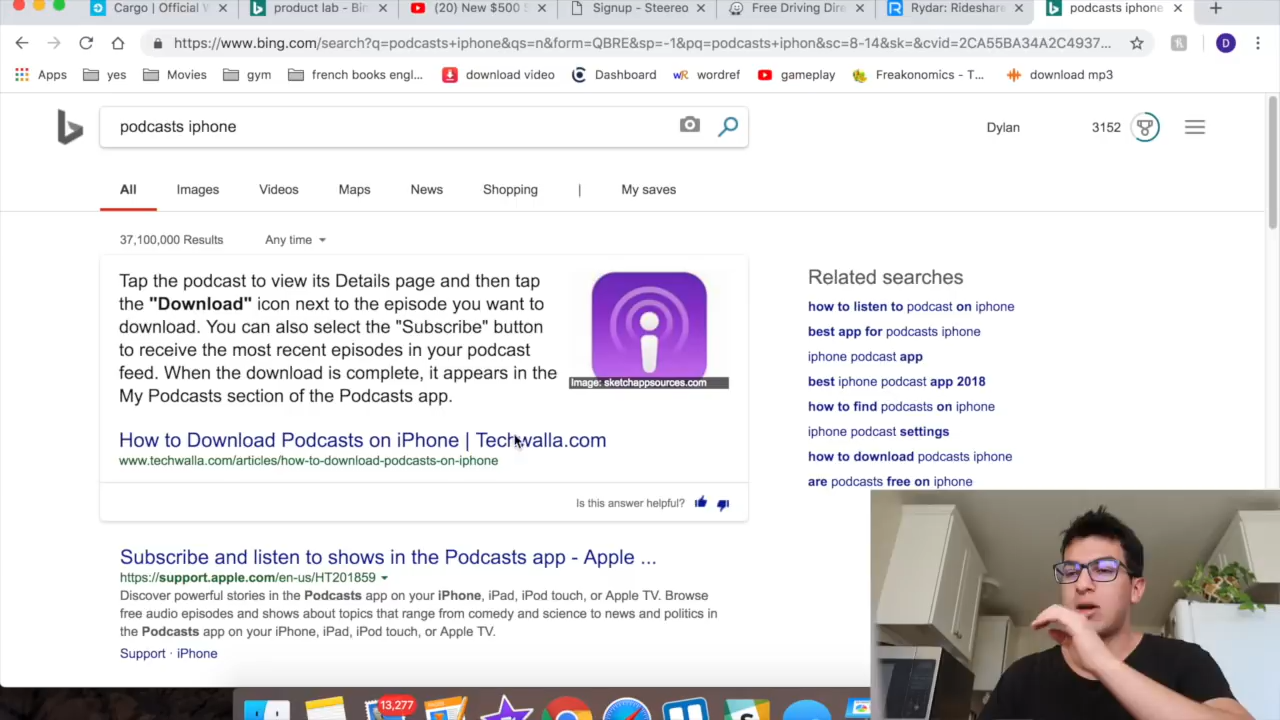 Cargo | Official V
product lab - Bin
(20) New $500 S
Signup - Steereo
Free Driving Dire
Rydar: Rideshare
podcasts iphone
https://www.bing.com/search?q=podcasts+iphone&qs=n&form=QBRE&sp=-1&pq=podcasts+iphon&sc=8-14&sk=&cvid=2CA55BA34A2C4937...
D
Apps
yes
Movies
gym
french books engl...
download video
Dashboard
wordref
gameplay
Freakonomics - T...
download mp3
podcasts iphone
Dylan
3152
All
Images
Videos
Maps
News
Shopping
|
My saves
37,100,000 Results
Any time
Tap the podcast to view its Details page and then tap
the "Download" icon next to the episode you want to
download. You can also select the "Subscribe" button
to receive the most recent episodes in your podcast
feed. When the download is complete, it appears in the
My Podcasts section of the Podcasts app.
Image: sketchappsources.com
How to Download Podcasts on iPhone | Techwalla.com
www.techwalla.com/articles/how-to-download-podcasts-on-iphone
Is this answer helpful?
Subscribe and listen to shows in the Podcasts app - Apple ...
https://support.apple.com/en-us/HT201859
Discover powerful stories in the Podcasts app on your iPhone, iPad, iPod touch, or Apple TV. Browse
free audio episodes and shows about topics that range from comedy and science to news and politics in
the Podcasts app on your iPhone, iPad, iPod touch, or Apple TV.
Support · iPhone
Related searches
how to listen to podcast on iphone
best app for podcasts iphone
iphone podcast app
best iphone podcast app 2018
how to find podcasts on iphone
iphone podcast settings
how to download podcasts iphone
are podcasts free on iphone
13,277